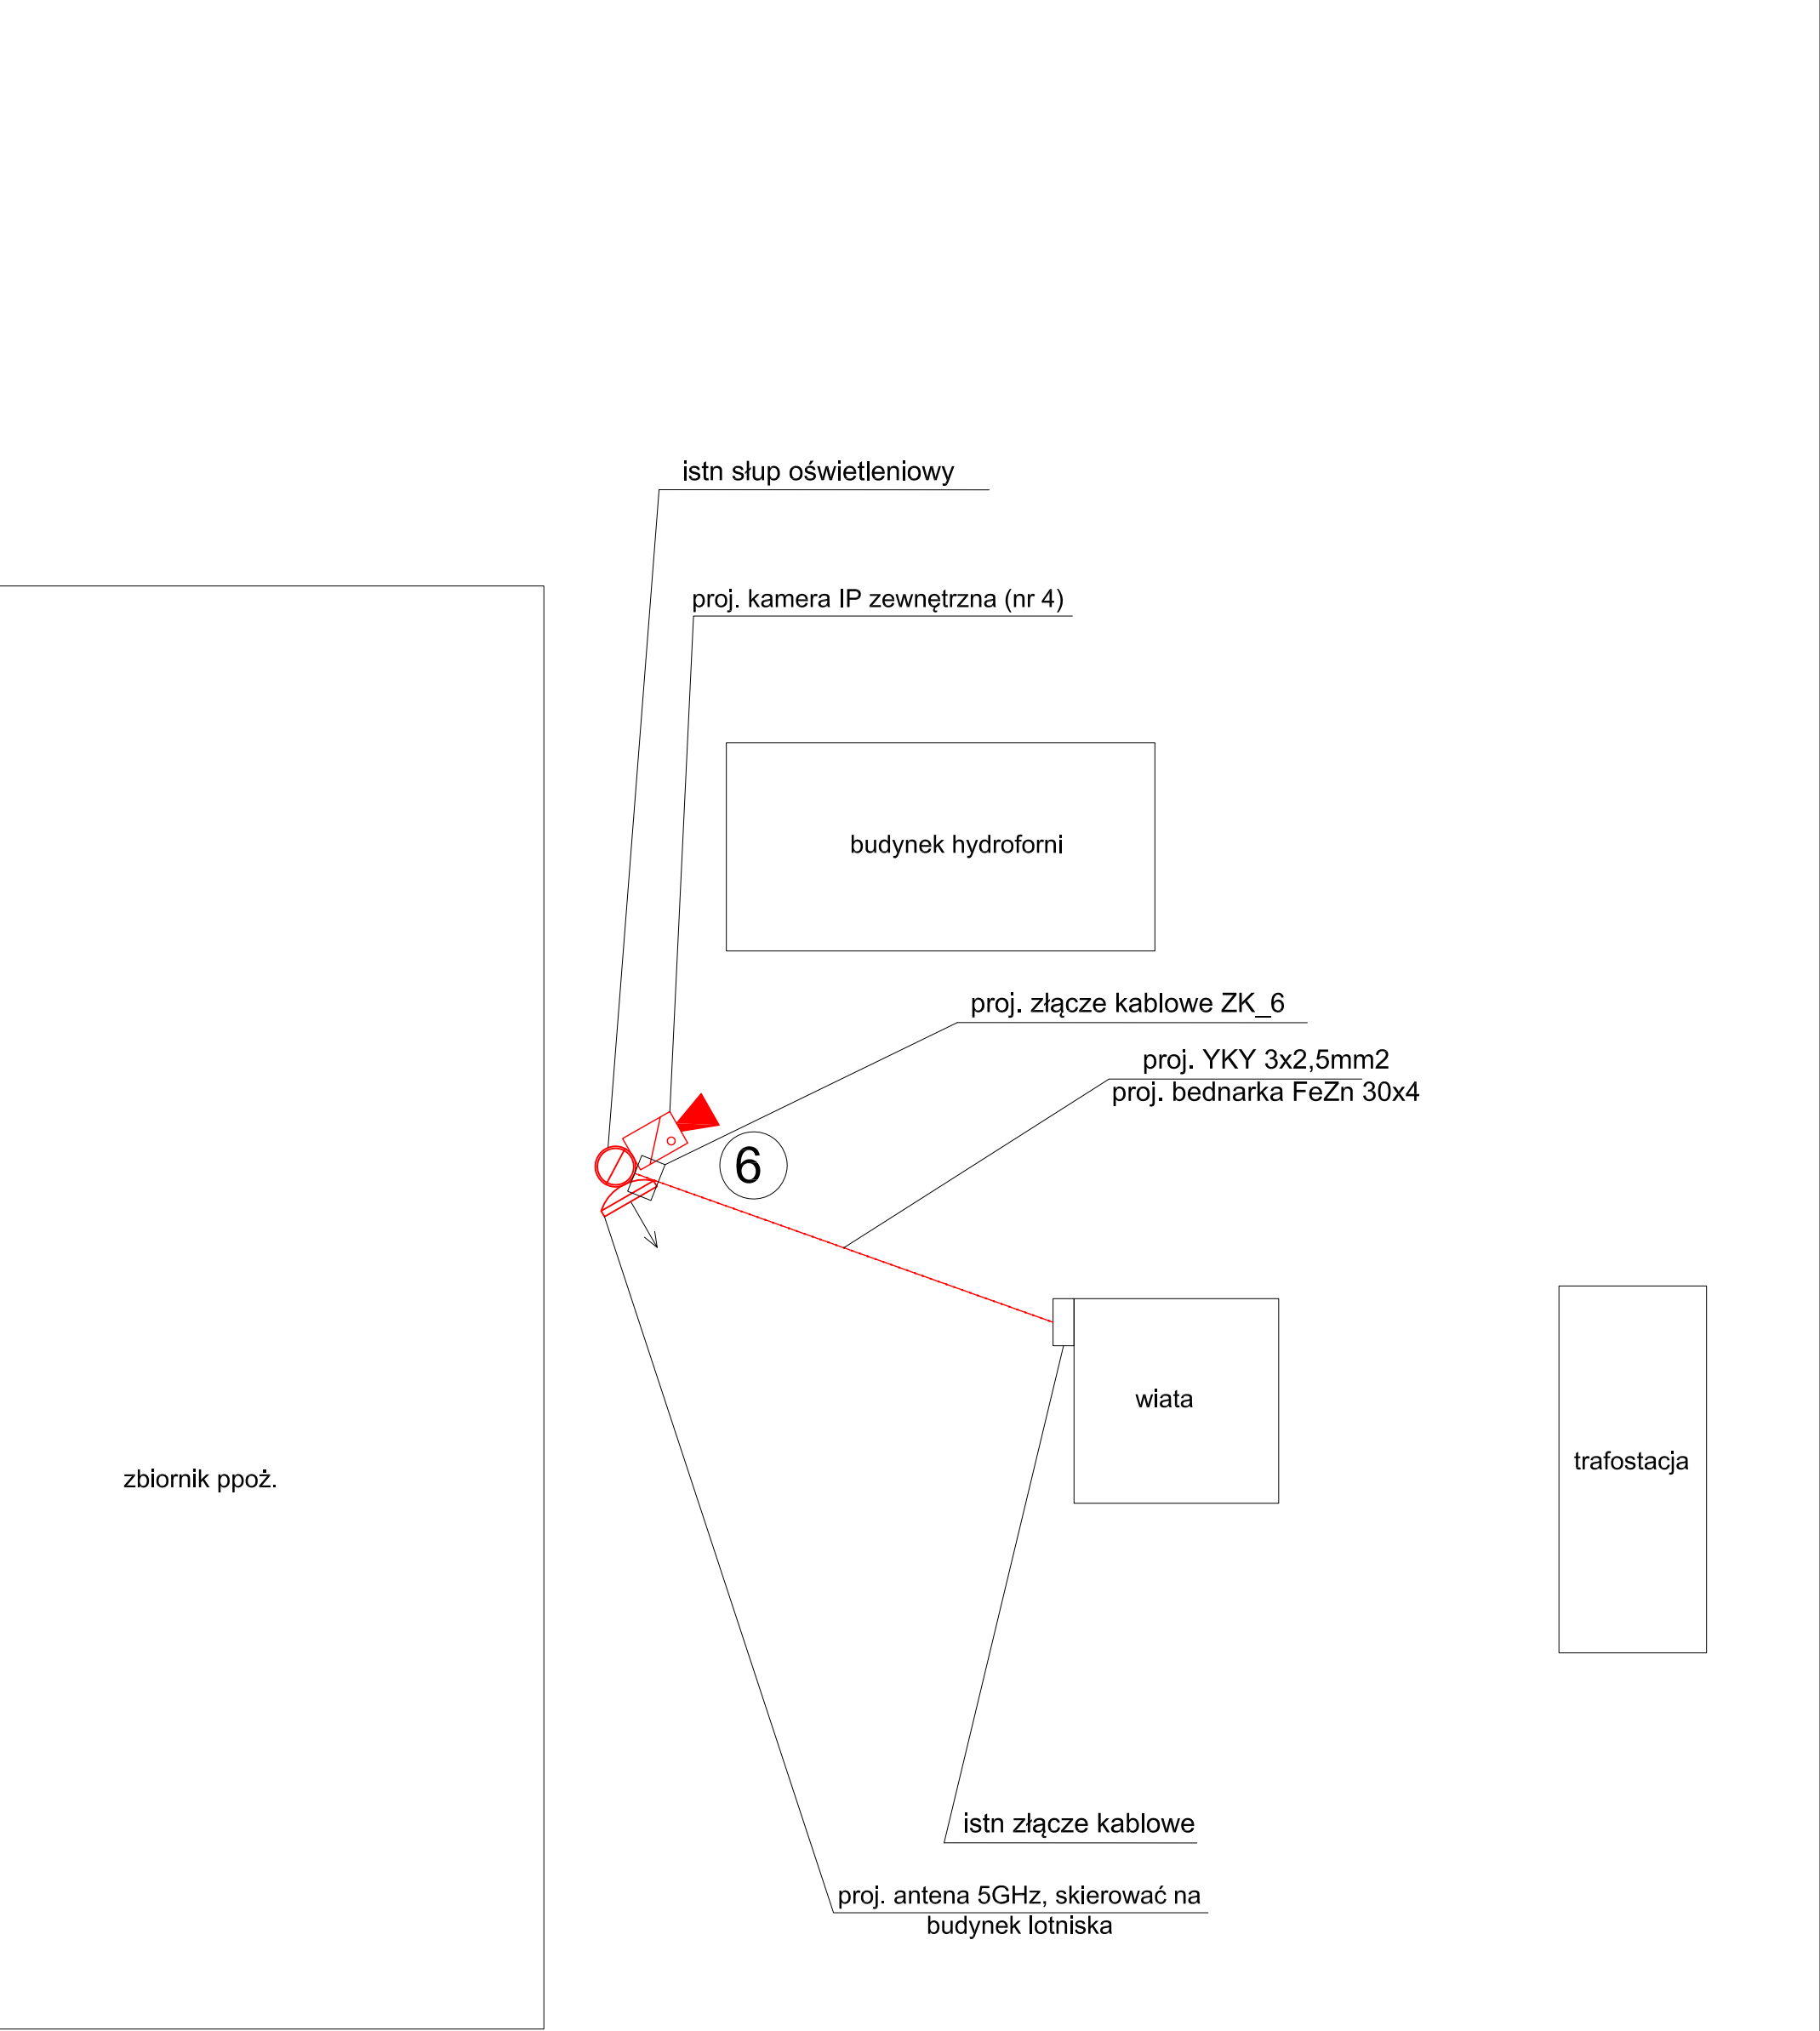 istn słup oświetleniowy
proj. kamera IP zewnętrzna (nr 4)
budynek hydroforni
proj. złącze kablowe ZK_6
proj. YKY 3x2,5mm2
proj. bednarka FeZn 30x4
6
wiata
trafostacja
zbiornik ppoż.
istn złącze kablowe
proj. antena 5GHz, skierować na
budynek lotniska